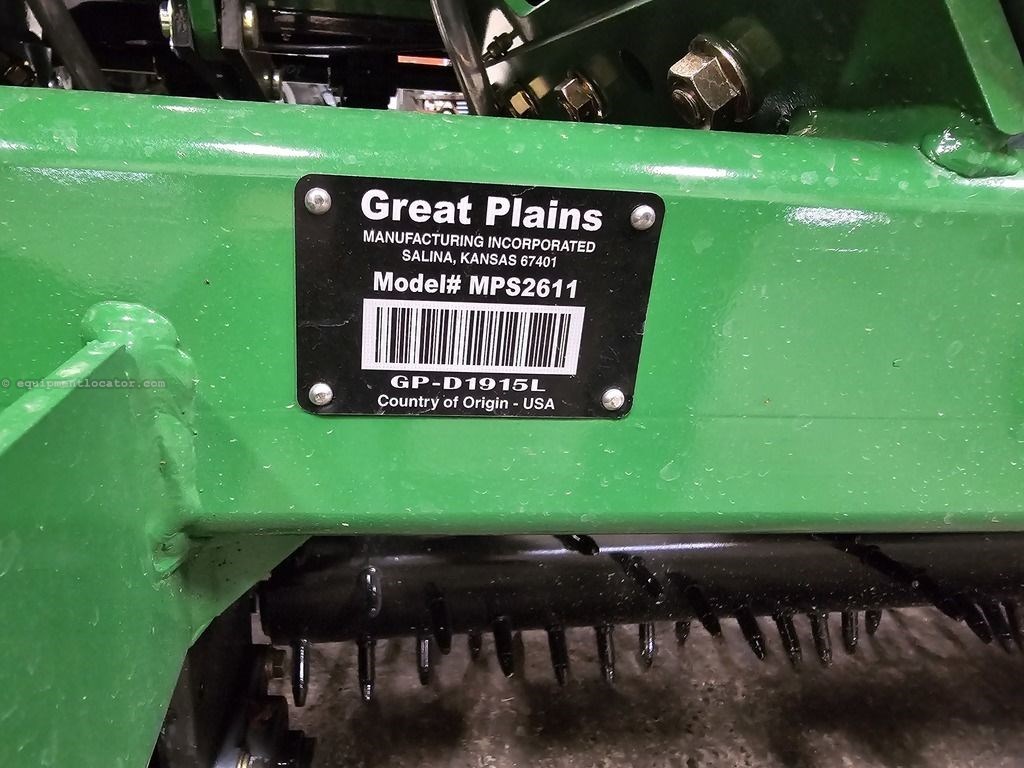 Great Plains
MANUFACTURING INCORPORATED
SALINA, KANSAS 67401
Model# MPS2611
GP-D1915L
Country of Origin - USA
© equipmentlocator.com